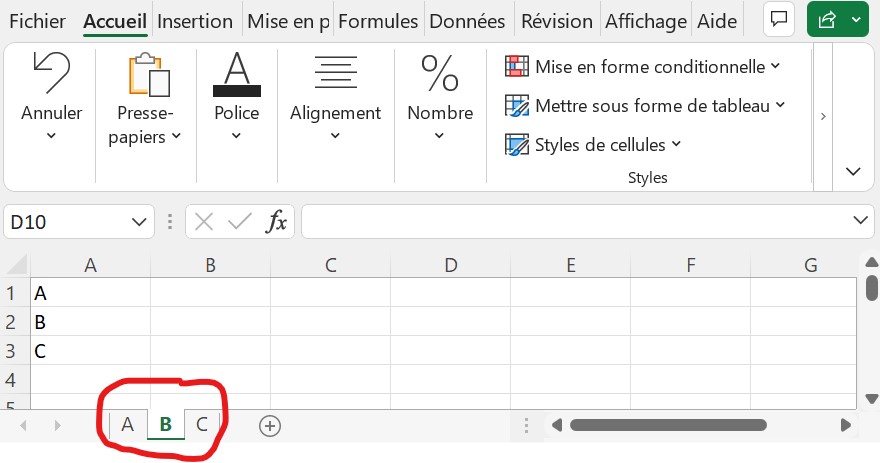 Fichier Accueil Insertion Mise en p Formules Données Révision Affichage Aide
Annuler
Presse-
papiers
Police
Alignement
Nombre
Mise en forme conditionnelle
Mettre sous forme de tableau
Styles de cellules
Styles
D10 fx
A B C D E F G
1 A
2 B
3 C
4
5
A B C